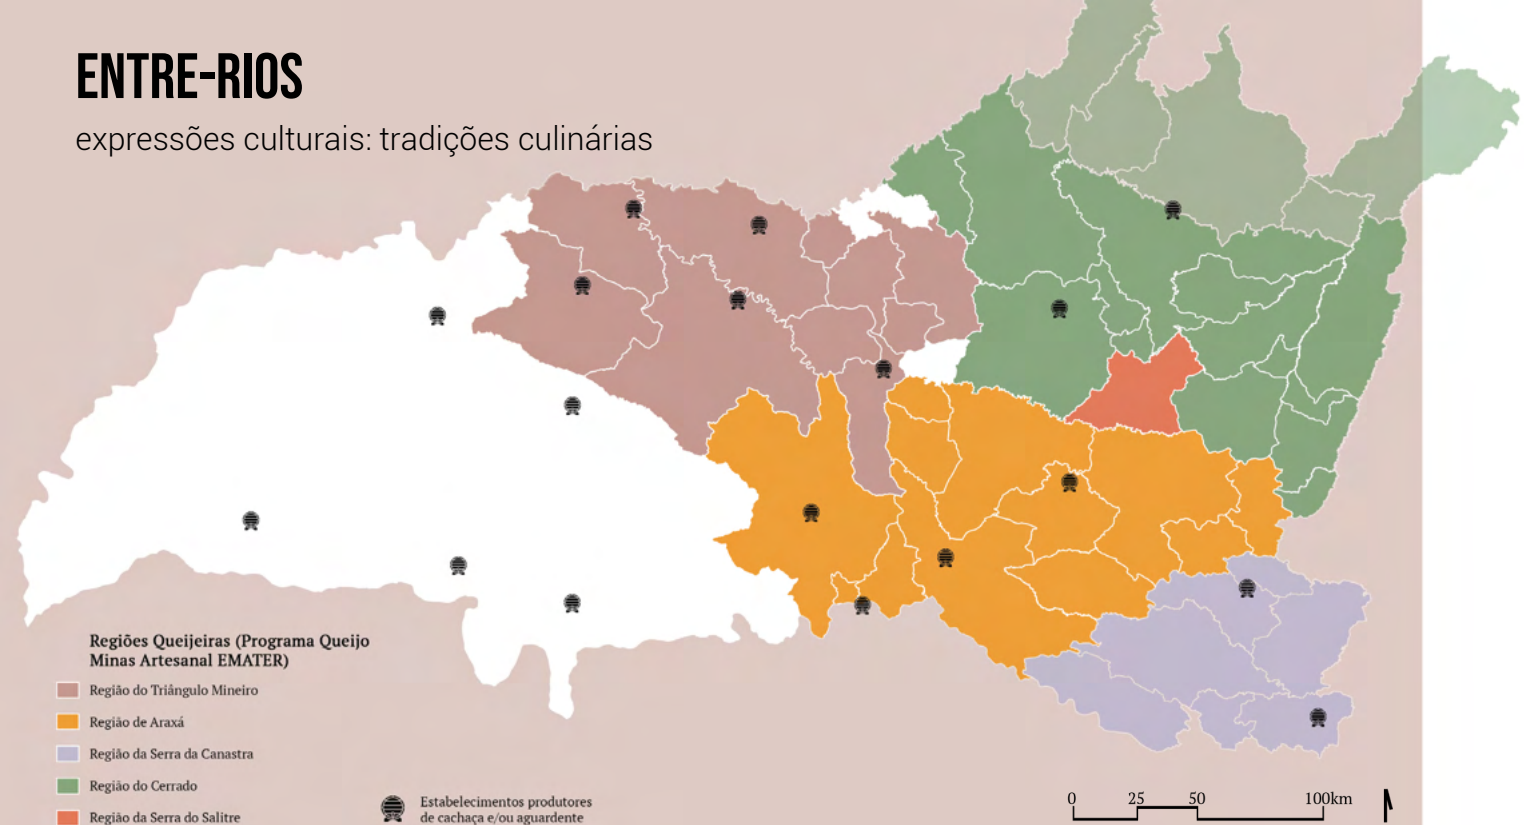 ENTRE-RIOS
expressões culturais: tradições culinárias
Regiões Queijeiras (Programa Queijo
Minas Artesanal EMATER)
Região do Triângulo Mineiro
Região de Araxá
Região da Serra da Canastra
Região do Cerrado
Região da Serra do Salitre
Estabelecimentos produtores
de cachaça e/ou aguardente
0 25 50 100km